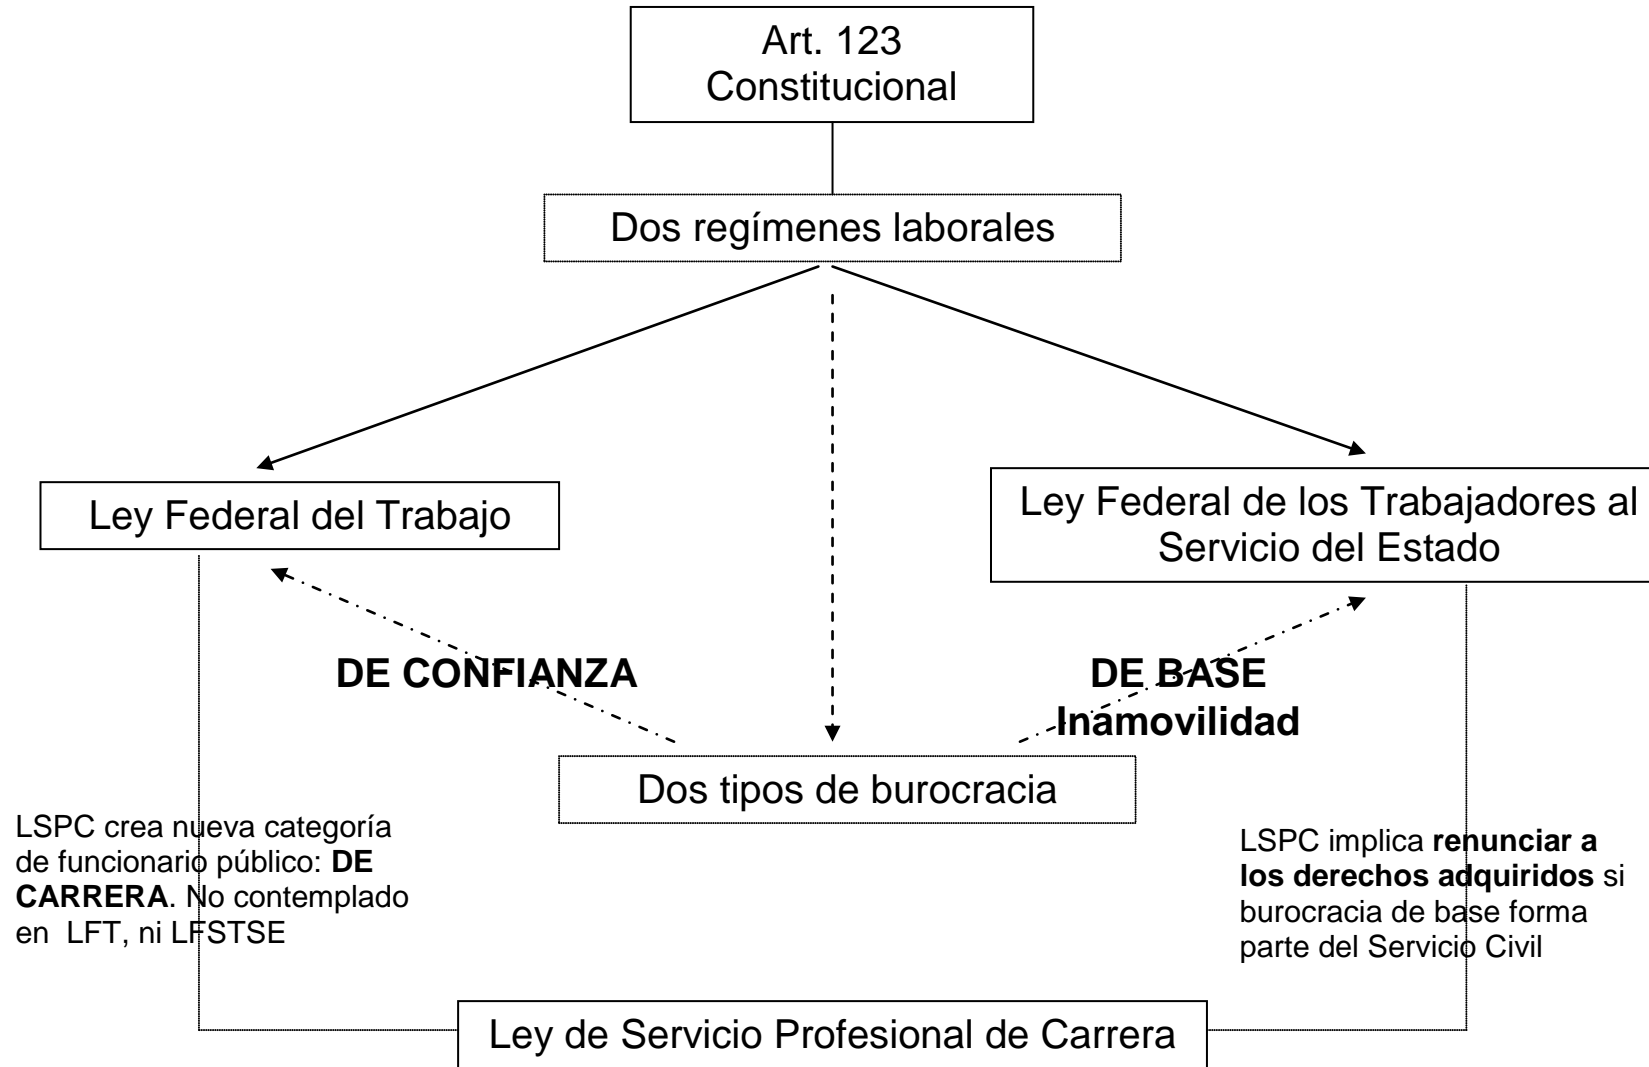 Art. 123
Constitucional
Dos regímenes laborales
Ley Federal del Trabajo
Ley Federal de los Trabajadores al
Servicio del Estado
DE CONFIANZA
DE BASE
Inamovilidad
Dos tipos de burocracia
LSPC crea nueva categoría
de funcionario público: DE
CARRERA. No contemplado
en LFT, ni LFSTSE
LSPC implica renunciar a
los derechos adquiridos si
burocracia de base forma
parte del Servicio Civil
Ley de Servicio Profesional de Carrera